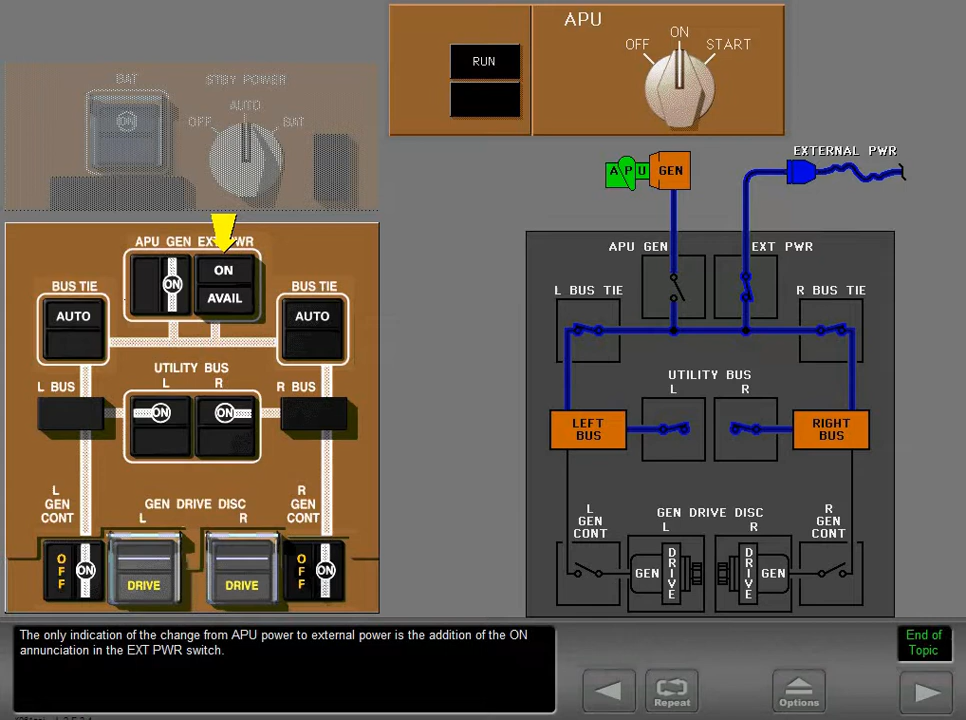 APU
OFF
ON
START
RUN
BAT
STBY POWER
AUTO
OFF
BAT
ON
APU GEN EXT PWR
ON
ON
AVAIL
BUS TIE
AUTO
BUS TIE
AUTO
UTILITY BUS
L R
L BUS
R BUS
ON
ON
L
GEN
CONT
GEN DRIVE DISC
L R
R
GEN
CONT
OFF
ON
DRIVE
DRIVE
OFF
ON
EXTERNAL PWR
APU
GEN
APU GEN
EXT PWR
L BUS TIE
R BUS TIE
UTILITY BUS
L R
LEFT
BUS
RIGHT
BUS
L
GEN
CONT
GEN DRIVE DISC
L R
R
GEN
CONT
GEN
DRIVE
DRIVE
GEN
The only indication of the change from APU power to external power is the addition of the ON
annunciation in the EXT PWR switch.
End of
Topic
Repeat
Options